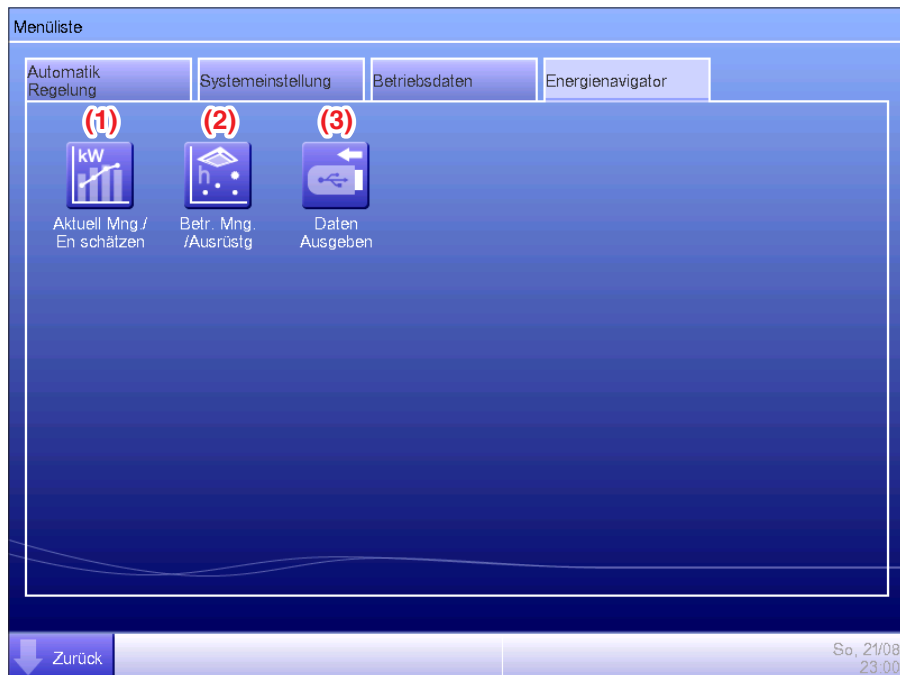 Menüliste
Automatik
Regelung
Systemeinstellung
Betriebsdaten
Energienavigator
(1)
(2)
(3)
kW
h
Aktuell Mng./
En schätzen
Betr. Mng.
/Ausrüstg
Daten
Ausgeben
Zurück
So, 21/08
23:00